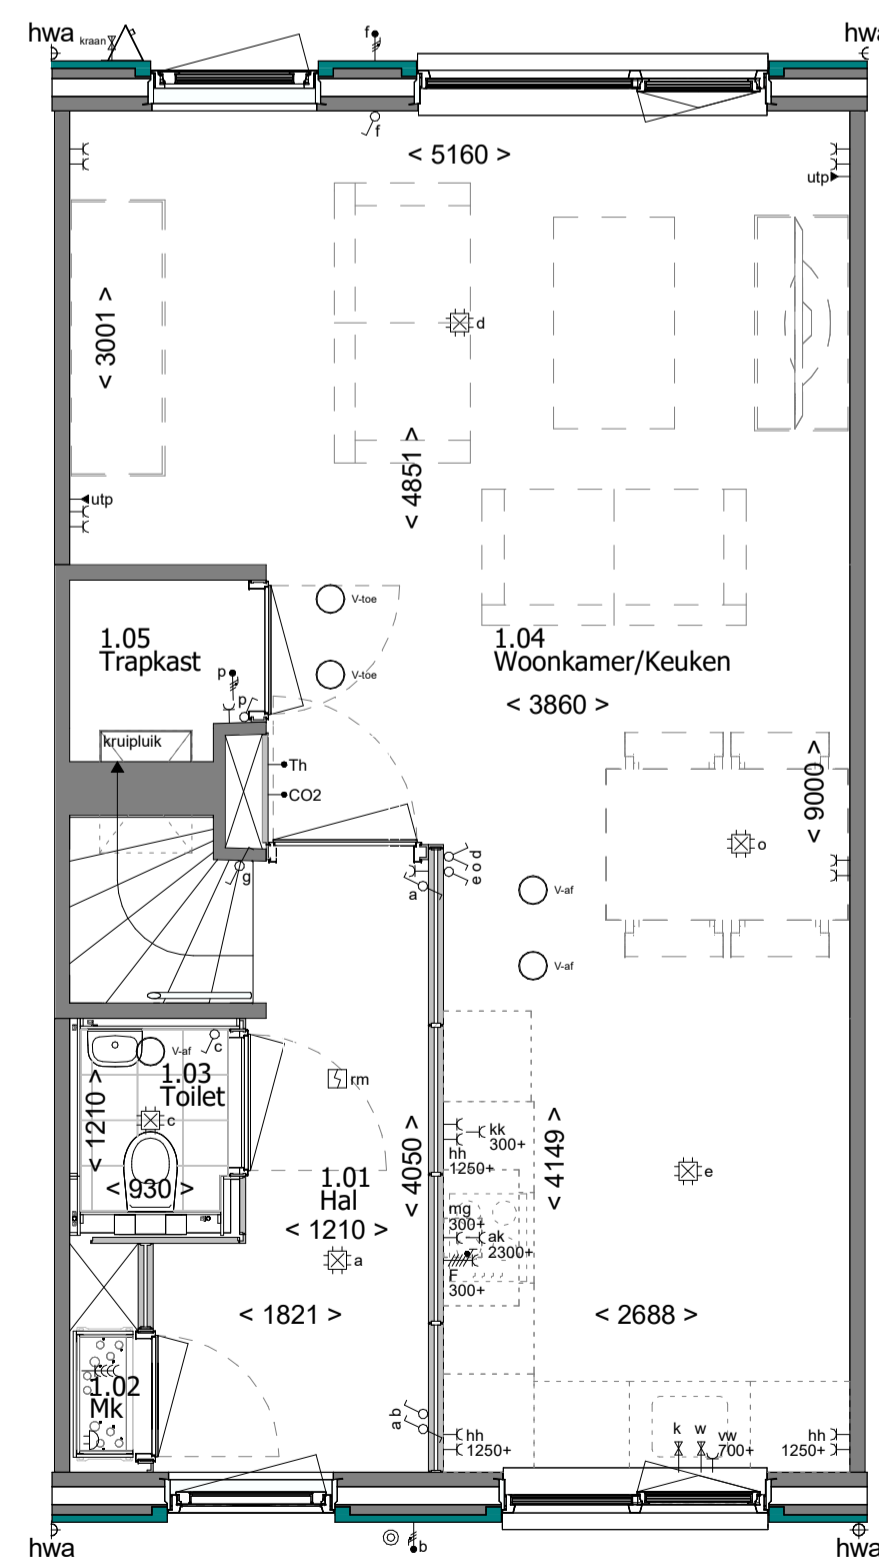 hwa
kraan
f
hwa
f
< 5160 >
utp
< 3001 >
d
< 4851 >
utp
V-toe
1.05
Trapkast
1.04
Woonkamer/Keuken
V-toe
p
p
< 3860 >
kruipluik
Th
CO2
< 9000 >
o
g
d
o
e
a
V-af
V-af
V-af
c
1.03
Toilet
rm
< 1210 >
c
< 4050 >
kk
300+
hh
1250+
< 4149 >
e
< 930 >
1.01
Hal
< 1210 >
mg
300+
ak
2300+
a
F
300+
< 1821 >
< 2688 >
1.02
Mk
b
a
hh
1250+
k
w
vw
700+
hh
1250+
hwa
b
hwa